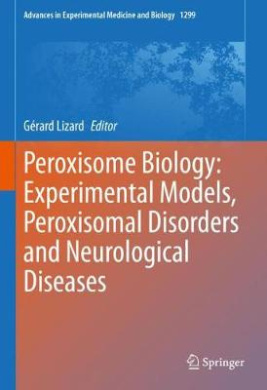 Advances in Experimental Medicine and Biology 1299
Gérard Lizard Editor
Peroxisome Biology:
Experimental Models,
Peroxisomal Disorders
and Neurological
Diseases
Springer